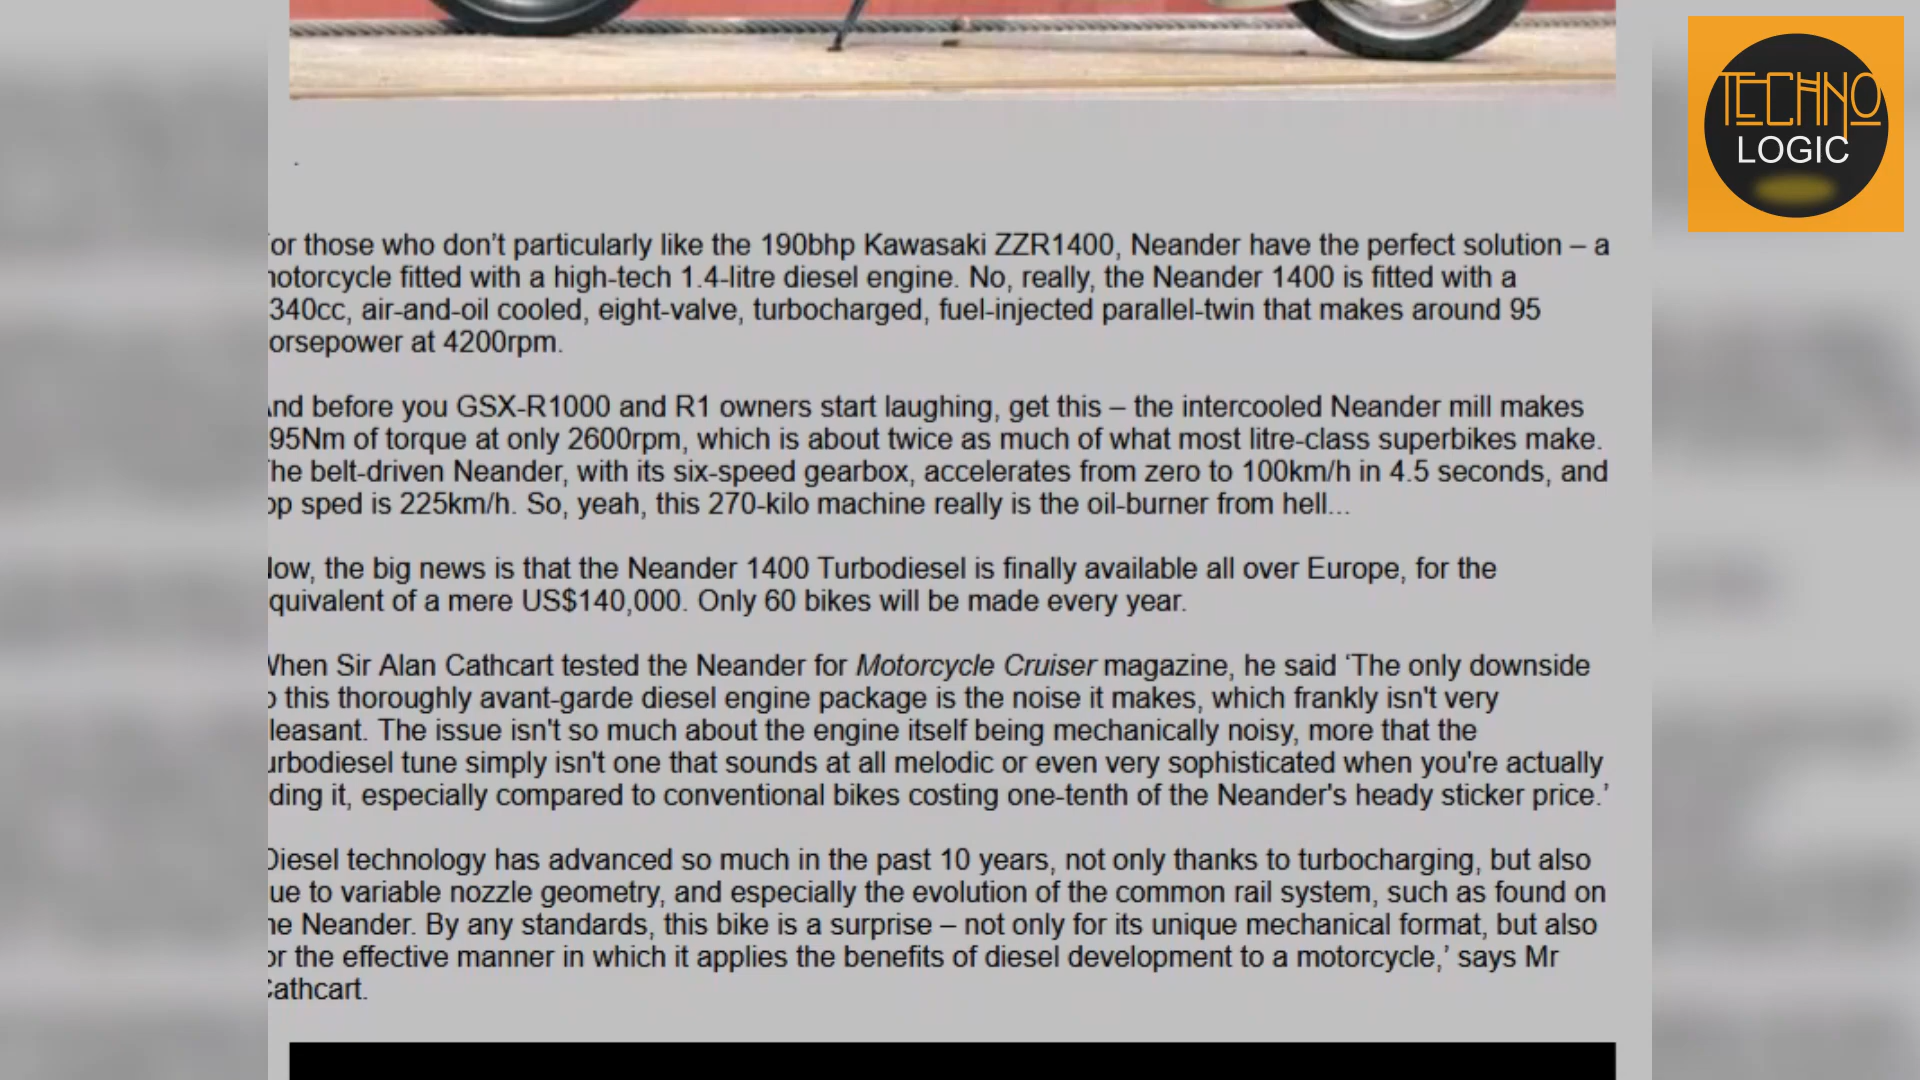 TECHNO
LOGIC
or those who don’t particularly like the 190bhp Kawasaki ZZR1400, Neander have the perfect solution – a
otorcycle fitted with a high-tech 1.4-litre diesel engine. No, really, the Neander 1400 is fitted with a
340cc, air-and-oil cooled, eight-valve, turbocharged, fuel-injected parallel-twin that makes around 95
orsepower at 4200rpm.
nd before you GSX-R1000 and R1 owners start laughing, get this – the intercooled Neander mill makes
95Nm of torque at only 2600rpm, which is about twice as much of what most litre-class superbikes make.
he belt-driven Neander, with its six-speed gearbox, accelerates from zero to 100km/h in 4.5 seconds, and
op sped is 225km/h. So, yeah, this 270-kilo machine really is the oil-burner from hell...
ow, the big news is that the Neander 1400 Turbodiesel is finally available all over Europe, for the
quivalent of a mere US$140,000. Only 60 bikes will be made every year.
When Sir Alan Cathcart tested the Neander for Motorcycle Cruiser magazine, he said ‘The only downside
o this thoroughly avant-garde diesel engine package is the noise it makes, which frankly isn't very
leasant. The issue isn't so much about the engine itself being mechanically noisy, more that the
urbodiesel tune simply isn't one that sounds at all melodic or even very sophisticated when you're actually
ding it, especially compared to conventional bikes costing one-tenth of the Neander's heady sticker price.’
Diesel technology has advanced so much in the past 10 years, not only thanks to turbocharging, but also
ue to variable nozzle geometry, and especially the evolution of the common rail system, such as found on
he Neander. By any standards, this bike is a surprise – not only for its unique mechanical format, but also
or the effective manner in which it applies the benefits of diesel development to a motorcycle,’ says Mr
Cathcart.